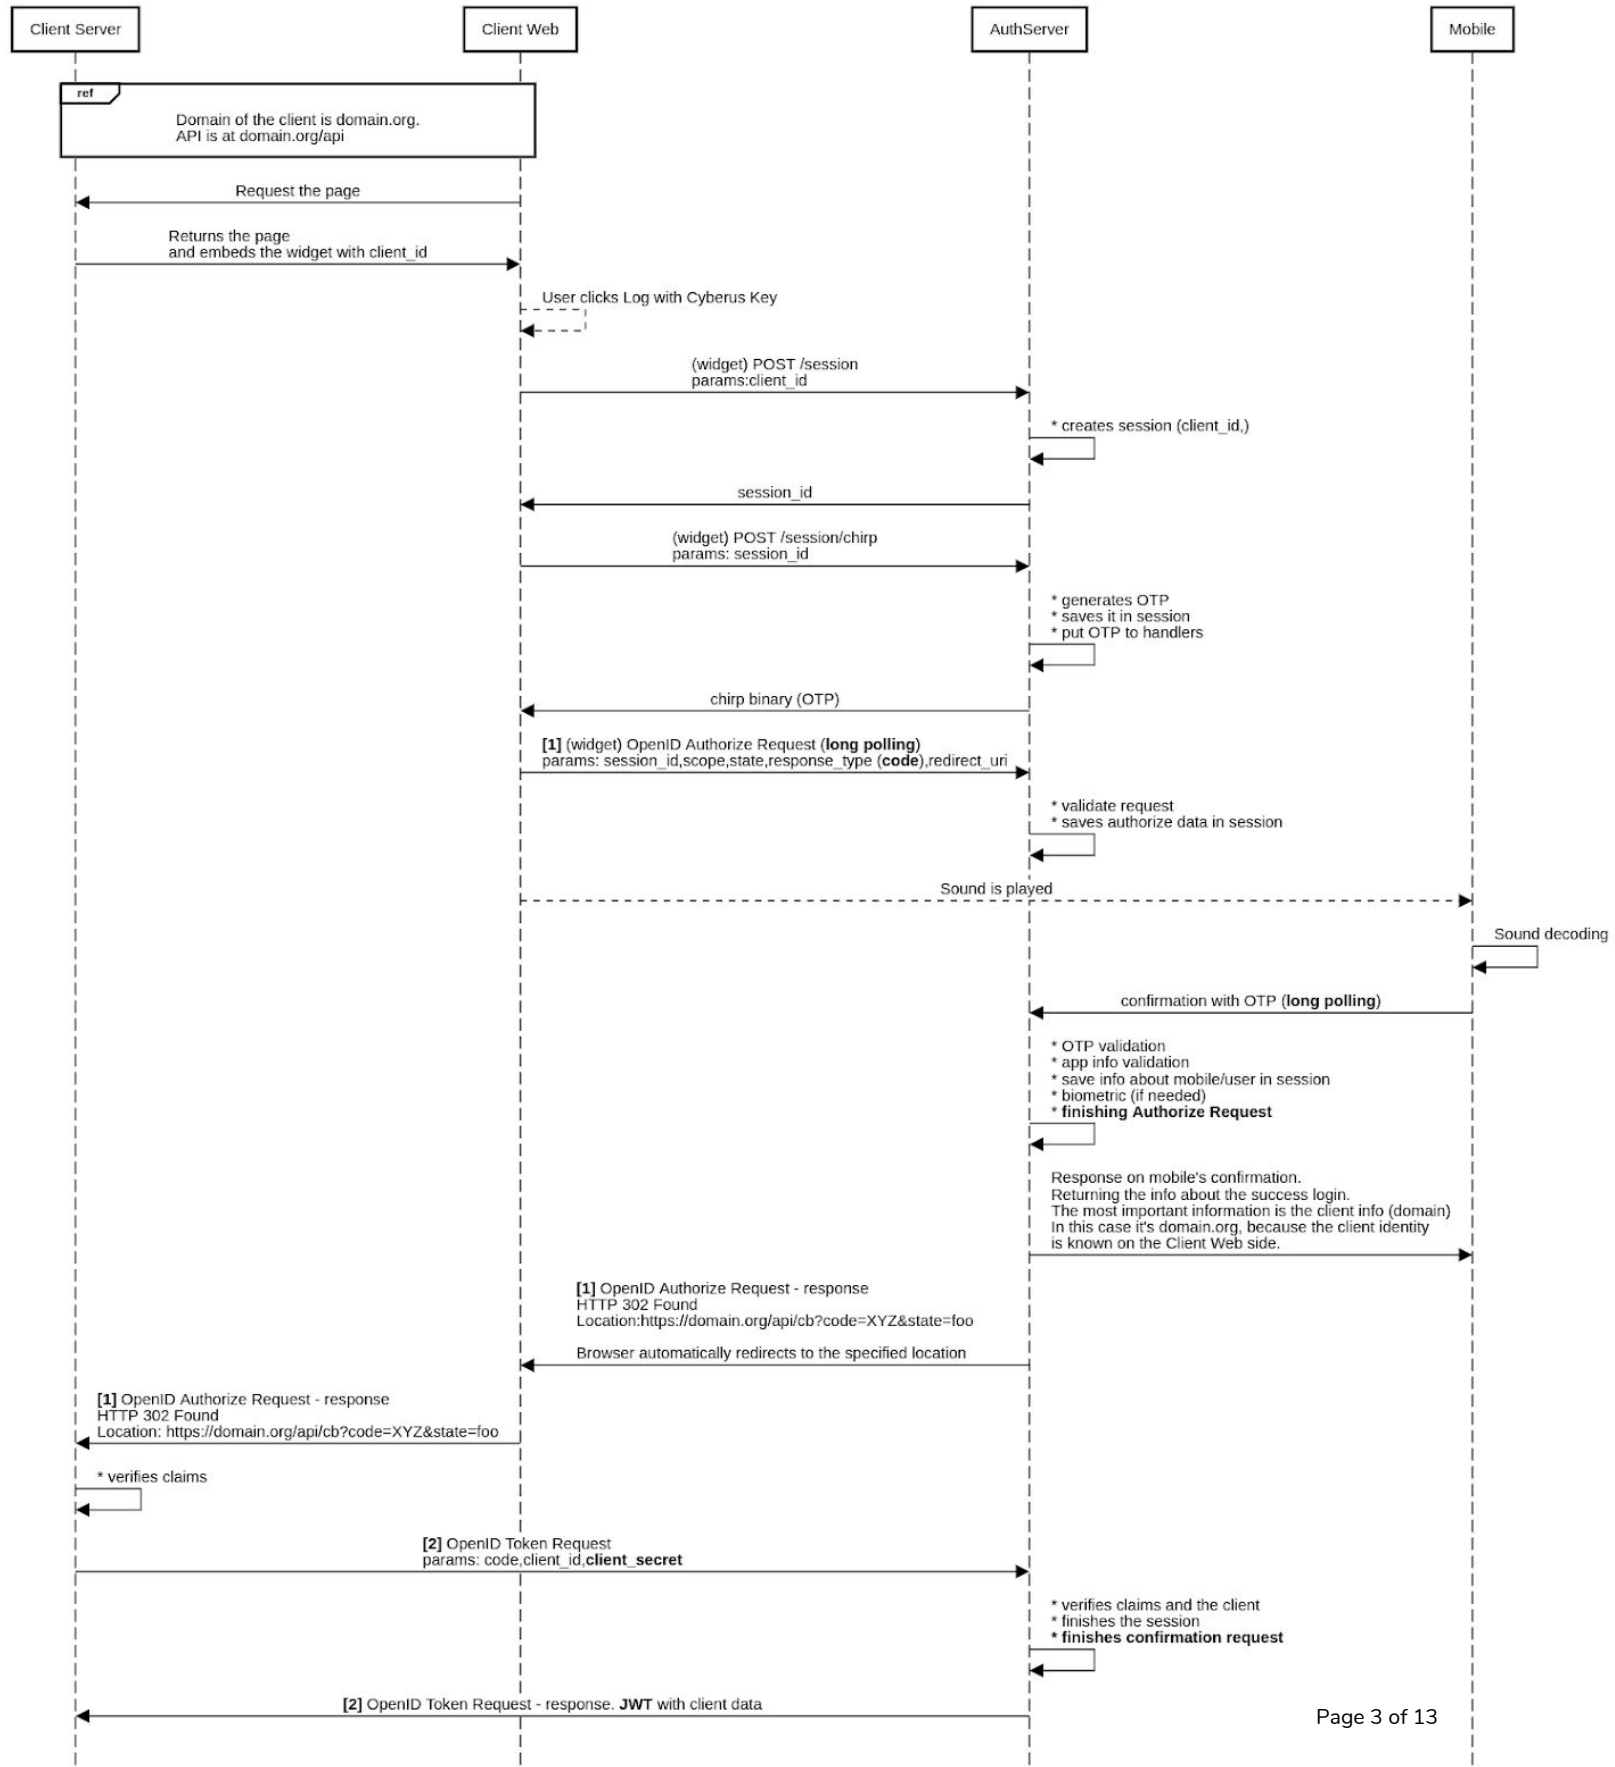 Client Server
Client Web
AuthServer
Mobile
ref
Domain of the client is domain.org.
API is at domain.org/api
Request the page
Returns the page
and embeds the widget with client_id
User clicks Log with Cyberus Key
(widget) POST /session
params:client_id
* creates session (client_id,)
session_id
(widget) POST /session/chirp
params: session_id
* generates OTP
* saves it in session
* put OTP to handlers
chirp binary (OTP)
[1] (widget) OpenID Authorize Request (long polling)
params: session_id,scope,state,response_type (code),redirect_uri
* validate request
* saves authorize data in session
Sound is played
Sound decoding
confirmation with OTP (long polling)
* OTP validation
* app info validation
* save info about mobile/user in session
* biometric (if needed)
* finishing Authorize Request
Response on mobile's confirmation.
Returning the info about the success login.
The most important information is the client info (domain)
In this case it's domain.org, because the client identity
is known on the Client Web side.
[1] OpenID Authorize Request - response
HTTP 302 Found
Location:https://domain.org/api/cb?code=XYZ&state=foo
Browser automatically redirects to the specified location
[1] OpenID Authorize Request - response
HTTP 302 Found
Location: https://domain.org/api/cb?code=XYZ&state=foo
* verifies claims
[2] OpenID Token Request
params: code,client_id,client_secret
* verifies claims and the client
* finishes the session
* finishes confirmation request
[2] OpenID Token Request - response. JWT with client data
Page 3 of 13